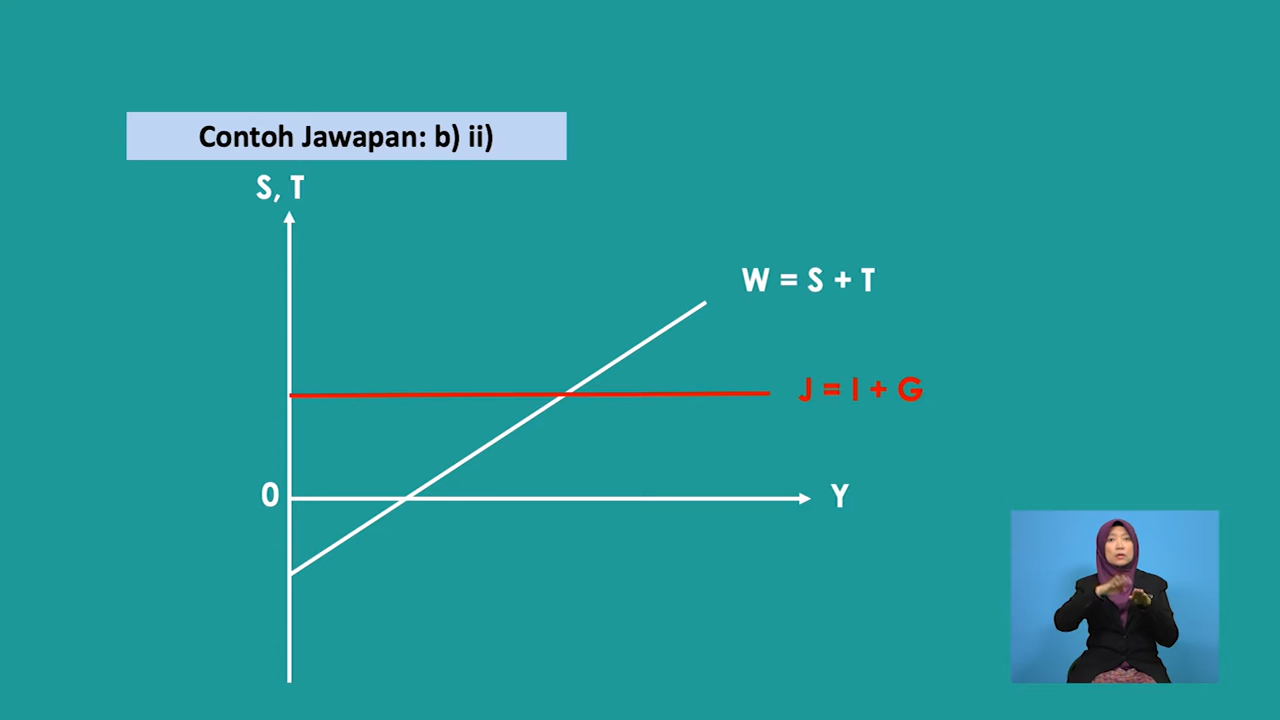 Contoh Jawapan: b) ii)
S, T
W = S + T
J = I + G
0
Y